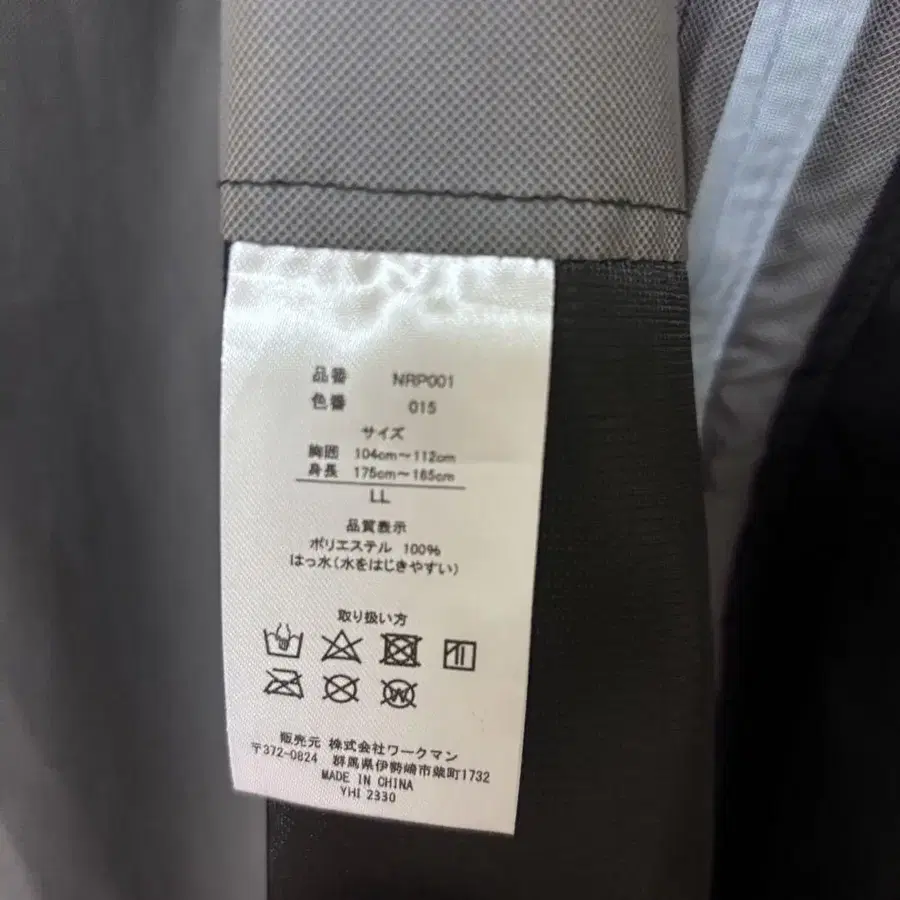 品番 NRP001
色番 015
サイズ
胸囲 104cm～112cm
身長 175cm～185cm
LL
品質表示
ポリエステル 100%
はっ水(水をはじきやすい)
取り扱い方
販売元 株式会社ワークマン
〒372-0824 群馬県伊勢崎市柴町1732
MADE IN CHINA
YHI 2330